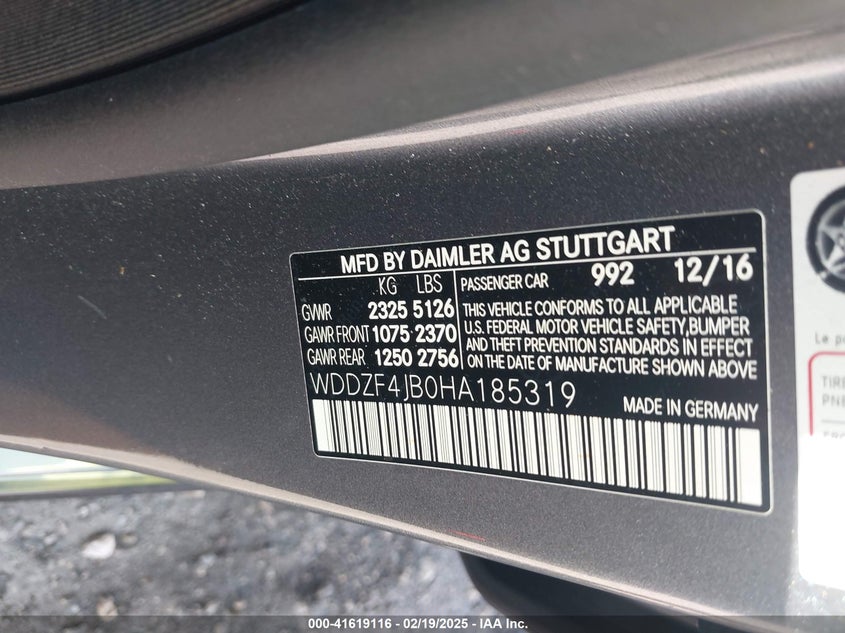 MFD BY DAIMLER AG STUTTGART
KG LBS
GVWR 2325 5126
GAWR FRONT 1075 2370
GAWR REAR 1250 2756
PASSENGER CAR 992 12/16
THIS VEHICLE CONFORMS TO ALL APPLICABLE
U.S. FEDERAL MOTOR VEHICLE SAFETY,BUMPER
AND THEFT PREVENTION STANDARDS IN EFFECT
ON THE DATE OF MANUFACTURE SHOWN ABOVE
WDDZF4JB0HA185319
MADE IN GERMANY
Le
TIRE
000-41619116 - 02/19/2025 - IAA Inc.